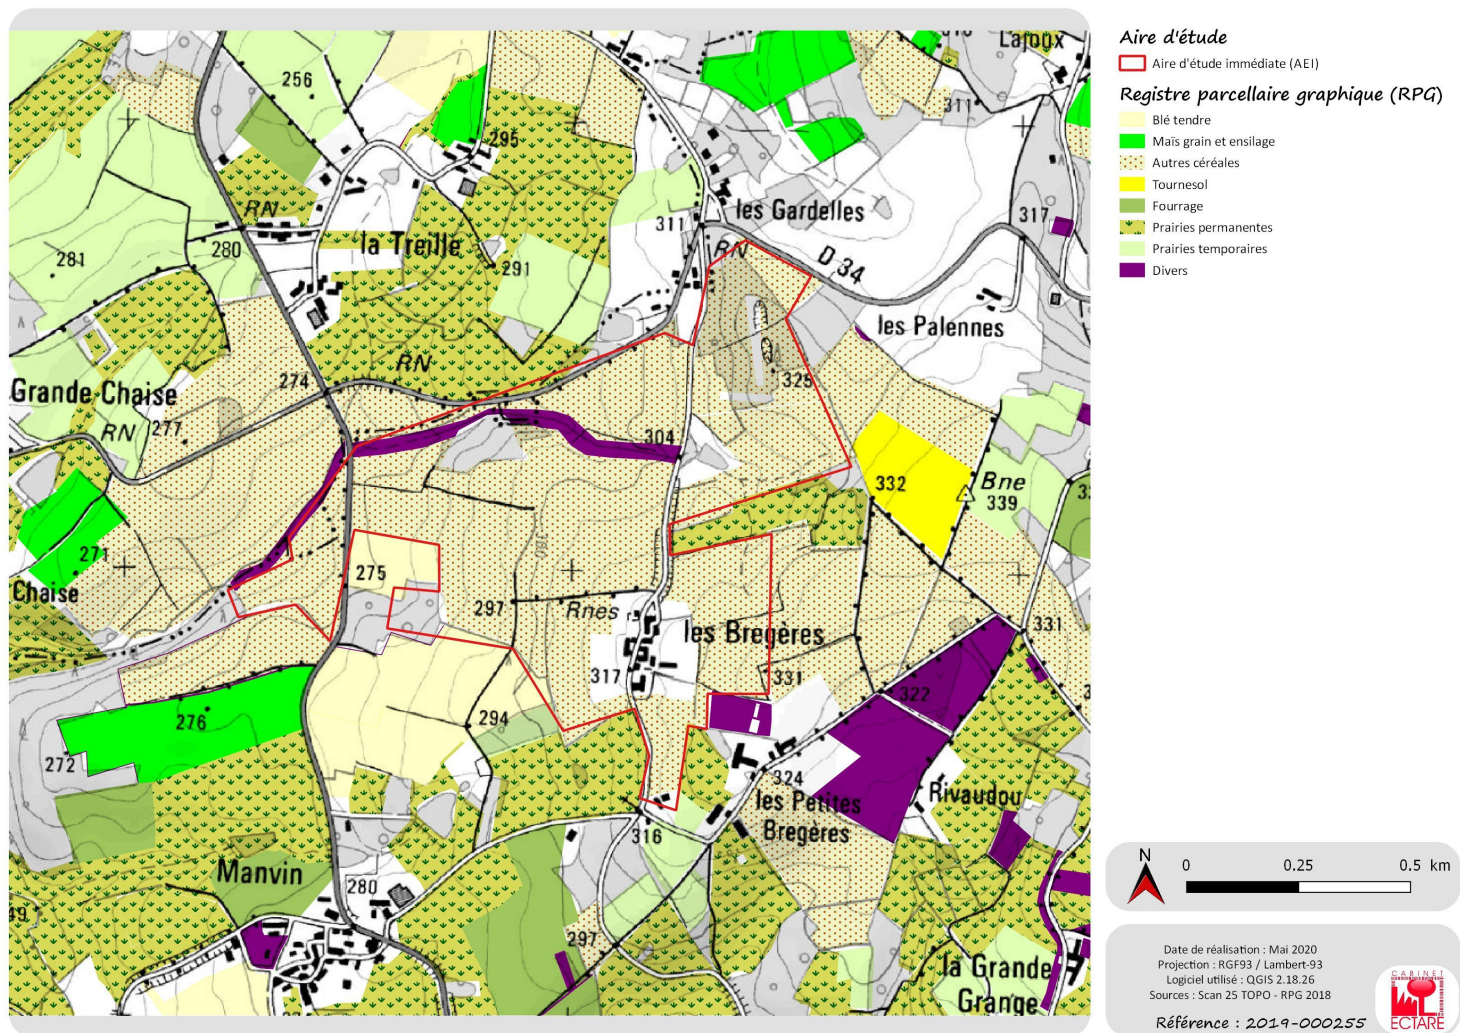 Lajoux
256
311
295
les Gardelles
317
RN
311
280
la Treille
RN
D 34
281
291
les Palennes
RN
325
274
Grande Chaise
277
RN
304
332
Bne
339
271
275
Chaise
297
Rnes
les Bregères
331
317
331
322
276
294
272
324
les Petites
Bregères
Rivaudou
316
Manvin
280
297
la Grande
Grange
Aire d'étude
Aire d'étude immédiate (AEI)
Registre parcellaire graphique (RPG)
Blé tendre
Maïs grain et ensilage
Autres céréales
Tournesol
Fourrage
Prairies permanentes
Prairies temporaires
Divers
N
0 0.25 0.5 km
Date de réalisation : Mai 2020
Projection : RGF93 / Lambert-93
Logiciel utilisé : QGIS 2.18.26
Sources : Scan 25 TOPO - RPG 2018
Référence : 2019-000255
CABINET
ECTARE